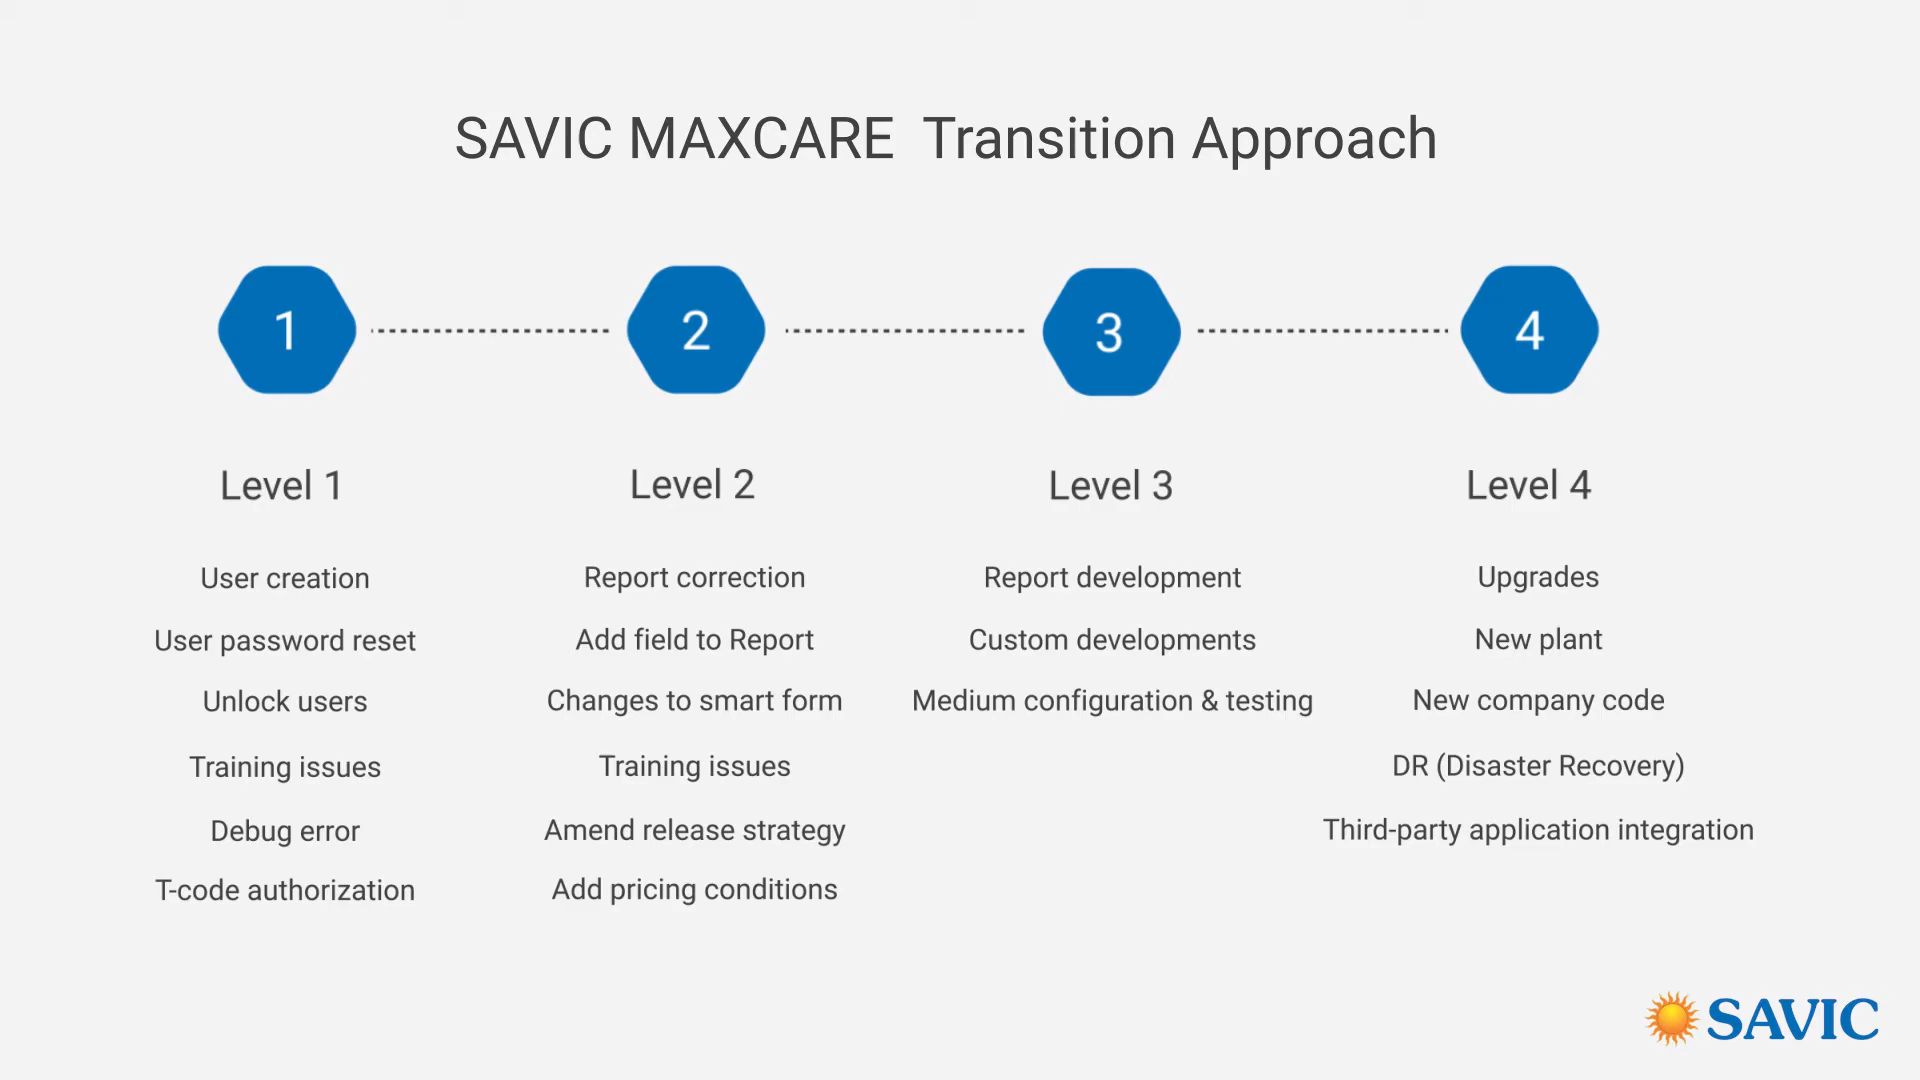 SAVIC MAXCARE  Transition Approach
1
2
3
4
Level 1
User creation
User password reset
Unlock users
Training issues
Debug error
T-code authorization
Level 2
Report correction
Add field to Report
Changes to smart form
Training issues
Amend release strategy
Add pricing conditions
Level 3
Report development
Custom developments
Medium configuration & testing
Level 4
Upgrades
New plant
New company code
DR (Disaster Recovery)
Third-party application integration
SAVIC